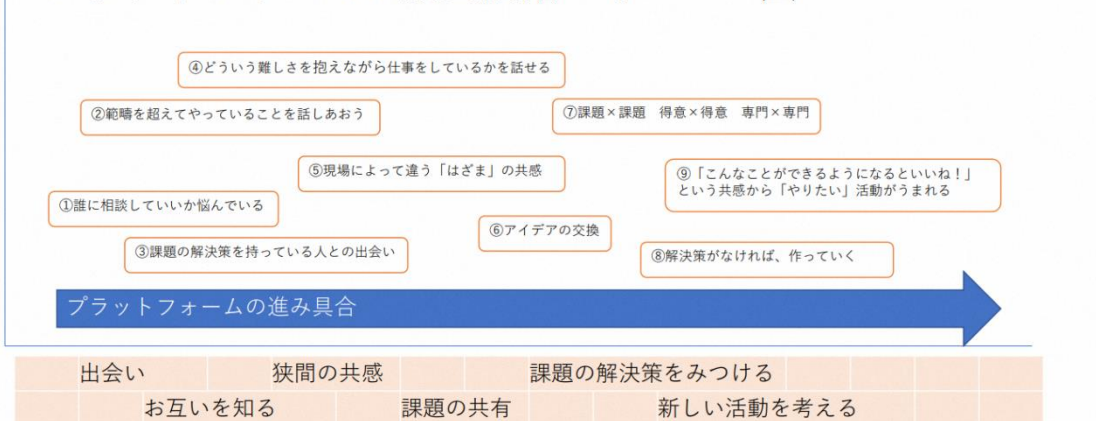 ④どういう難しさを抱えながら仕事をしているかを話せる
②範疇を超えてやっていることを話しあおう
⑦課題×課題　得意×得意　専門×専門
⑤現場によって違う「はざま」の共感
⑨「こんなことができるようになるといいね！」
という共感から「やりたい」活動がうまれる
①誰に相談していいか悩んでいる
⑥アイデアの交換
③課題の解決策を持っている人との出会い
⑧解決策がなければ、作っていく
プラットフォームの進み具合
出会い　狭間の共感　課題の解決策をみつける
お互いを知る　課題の共有　新しい活動を考える